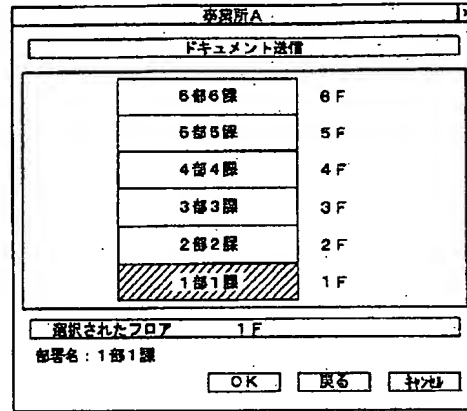 事業所A
ドキュメント送信
6部6課 6F
5部5課 5F
4部4課 4F
3部3課 3F
2部2課 2F
1部1課 1F
選択されたフロア 1F
部署名：1部1課
OK 戻る キャンセル